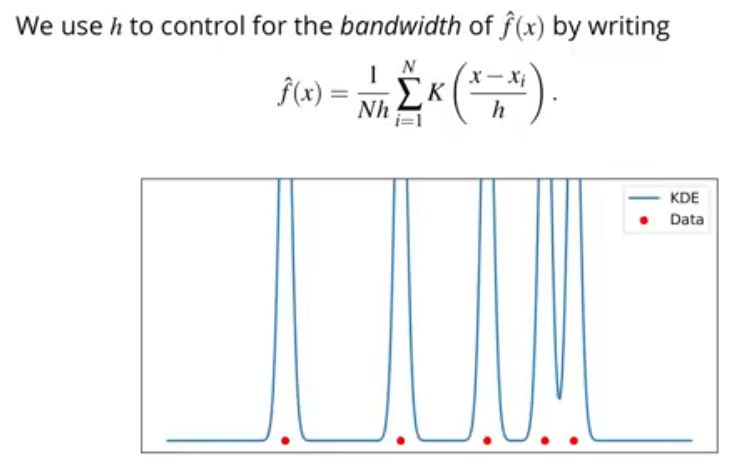 We use h to control for the bandwidth of f̂(x) by writing
f̂(x) = 1/(Nh) ∑_{i=1}^{N} K((x − x_i)/h).
KDE
Data